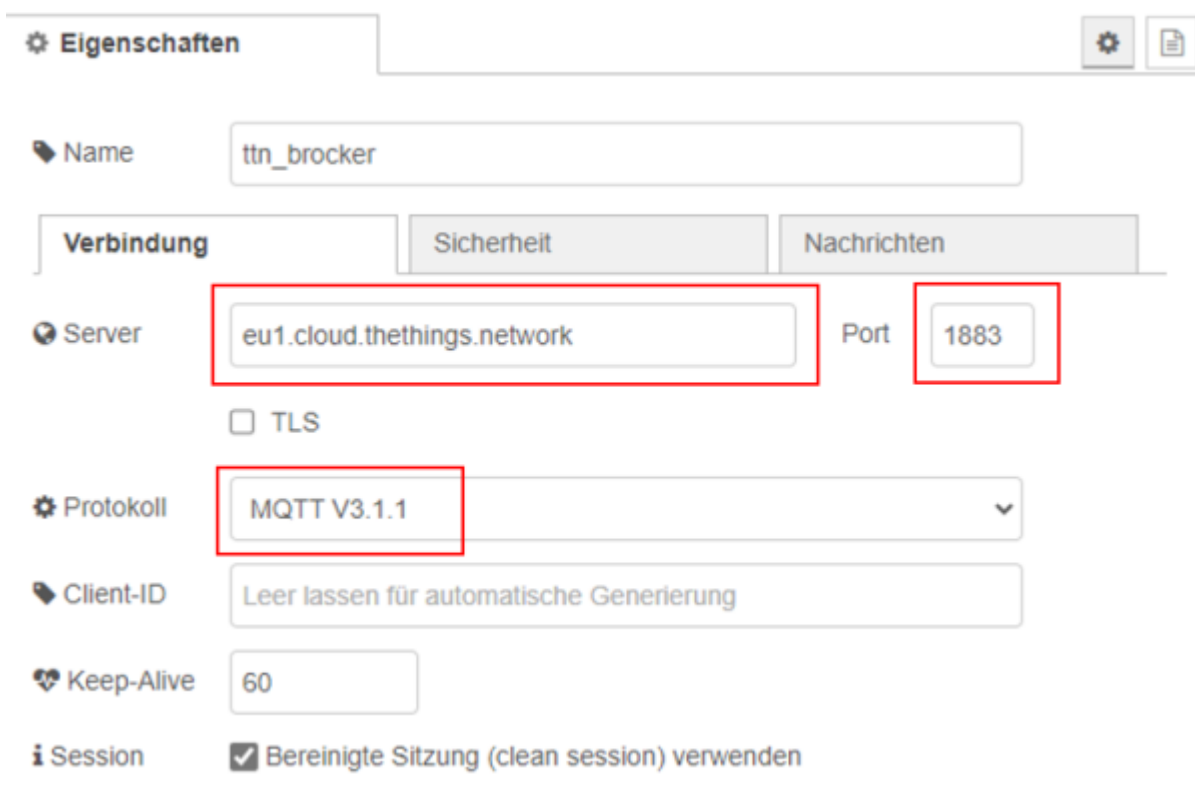 Eigenschaften
Name ttn_brocker
Verbindung Sicherheit Nachrichten
Server eu1.cloud.thethings.network Port 1883
TLS
Protokoll MQTT V3.1.1
Client-ID Leer lassen für automatische Generierung
Keep-Alive 60
Session Bereinigte Sitzung (clean session) verwenden